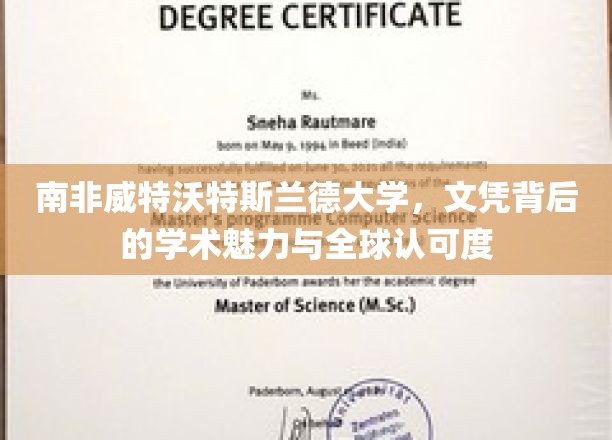 DEGREE CERTIFICATE
Ms.
Sneha Rautmare
born on May 9, 1994 in Beed (India)
having successfully fulfilled on June 30, 2021 all the requirements
of the
南非威特沃特斯兰德大学，文凭背后
Master's programme Computer Science
的学术魅力与全球认可度
the University of Paderborn awards her the academic degree
Master of Science (M.Sc.)
Paderborn, August
Zentrales